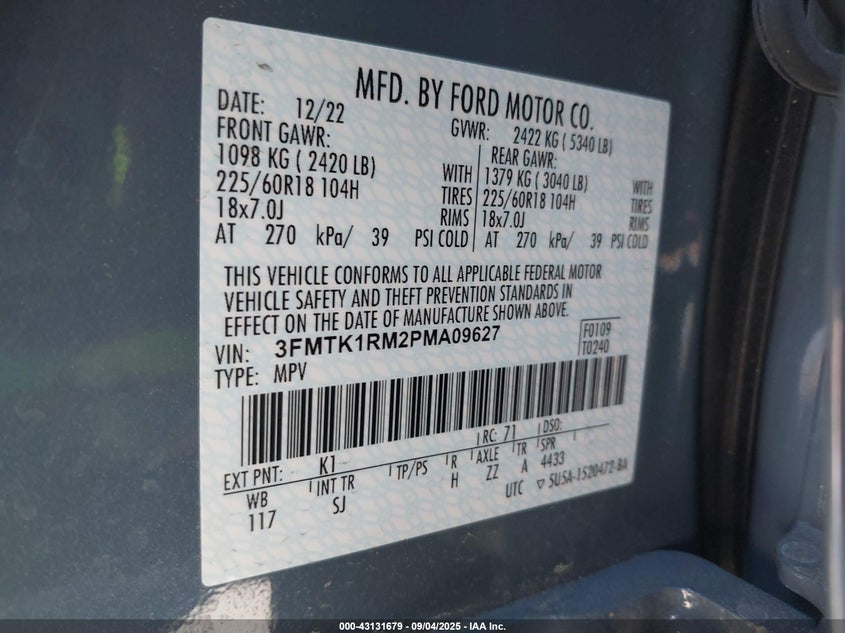 MFD. BY FORD MOTOR CO.
DATE: 12/22
GVWR: 2422 KG ( 5340 LB)
FRONT GAWR:
1098 KG ( 2420 LB) WITH
225/60R18 104H TIRES
18x7.0J RIMS
AT 270 kPa/ 39 PSI COLD
REAR GAWR:
1379 KG ( 3040 LB) WITH
225/60R18 104H TIRES
18x7.0J RIMS
AT 270 kPa/ 39 PSI COLD
THIS VEHICLE CONFORMS TO ALL APPLICABLE FEDERAL MOTOR
VEHICLE SAFETY AND THEFT PREVENTION STANDARDS IN
EFFECT ON THE DATE OF MANUFACTURE SHOWN ABOVE.
VIN: 3FMTK1RM2PMA09627
TYPE: MPV
F0109
T0240
EXT PNT: K1 RC: 71 DSO:
WB INT TR TP/PS R AXLE TR SPR
117 SJ H ZZ A 4433
UTC ▽ 5U5A-1520472-BA
000-43131679 - 09/04/2025 - IAA Inc.